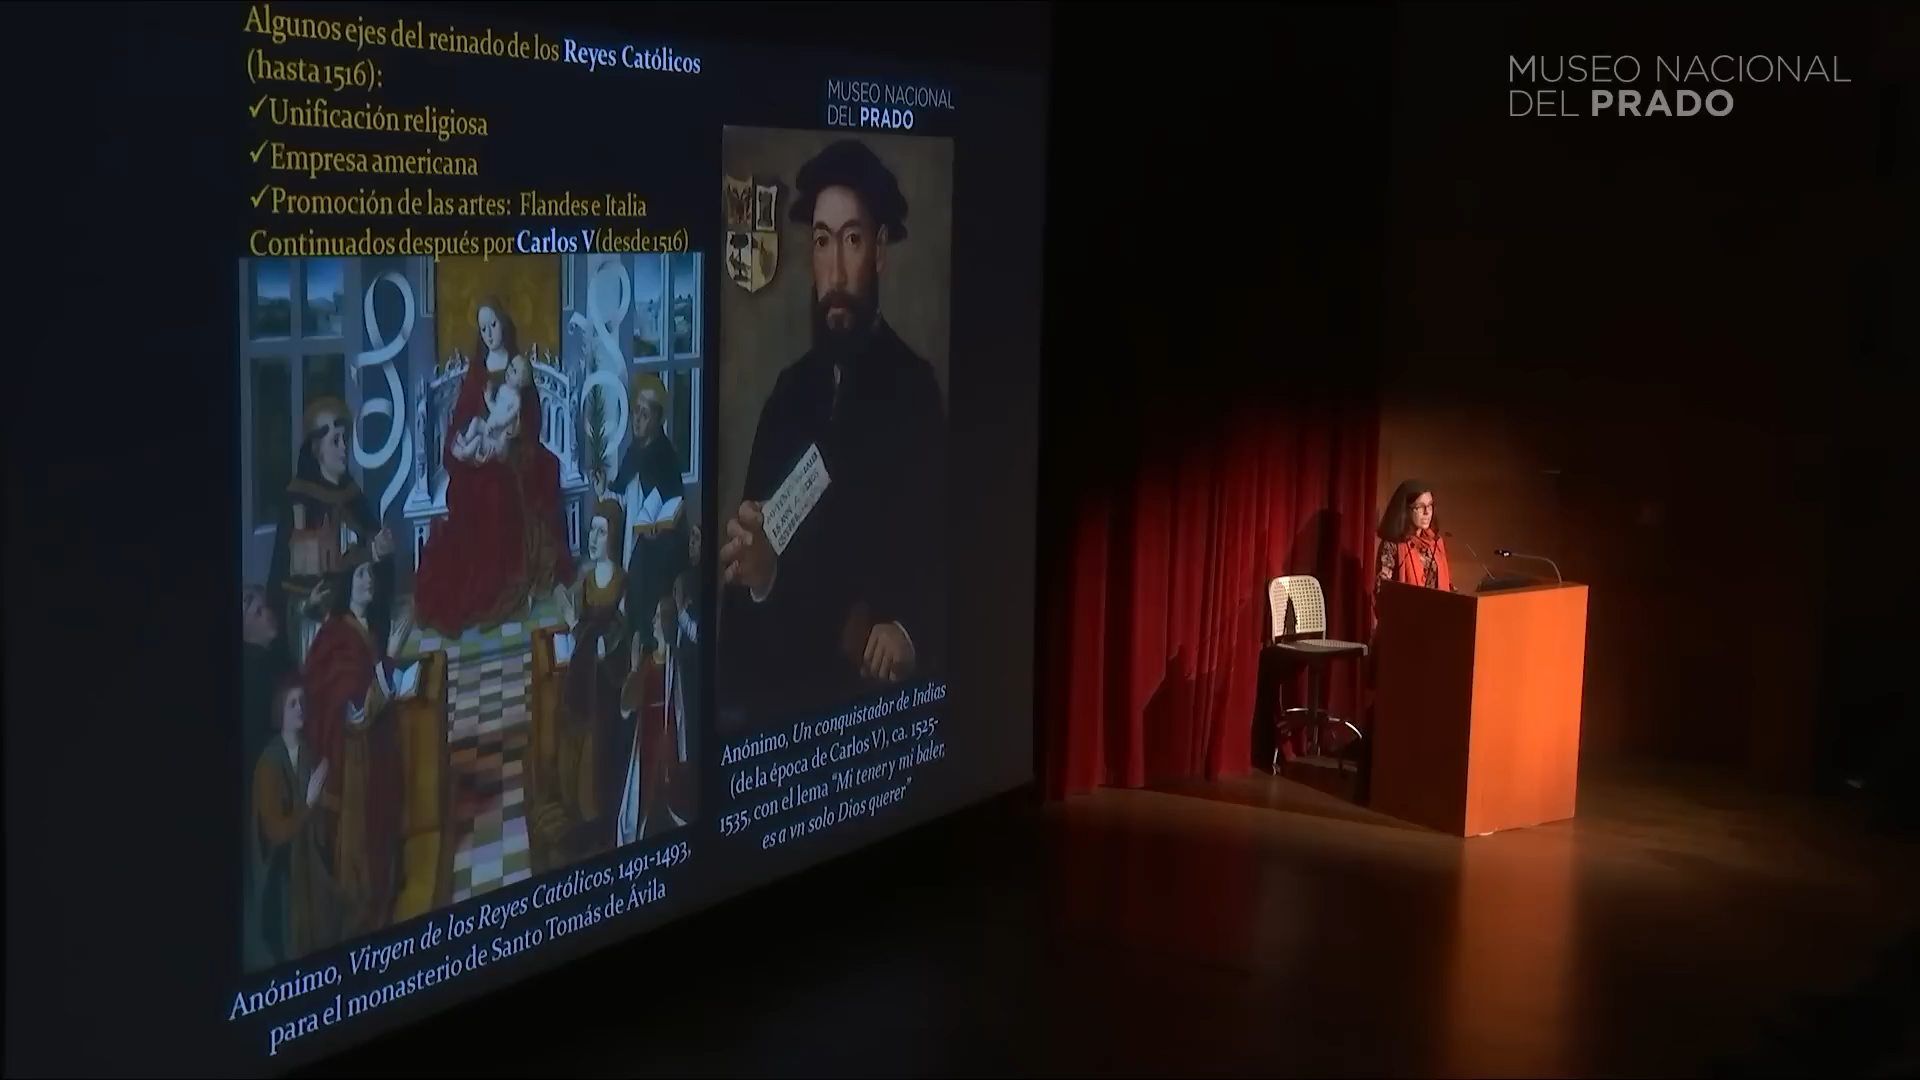 Algunos ejes del reinado de los Reyes Católicos
(hasta 1516):
✓Unificación religiosa
✓Empresa americana
✓Promoción de las artes: Flandes e Italia
Continuados después por Carlos V (desde 1516)
MUSEO NACIONAL
DEL PRADO
Anónimo, Virgen de los Reyes Católicos, 1491-1493,
para el monasterio de Santo Tomás de Ávila
Anónimo, Un conquistador de Indias
(de la época de Carlos V), ca. 1525-
1535, con el lema "Mi tener y mi baler,
es a vn solo Dios querer"
MUSEO NACIONAL
DEL PRADO